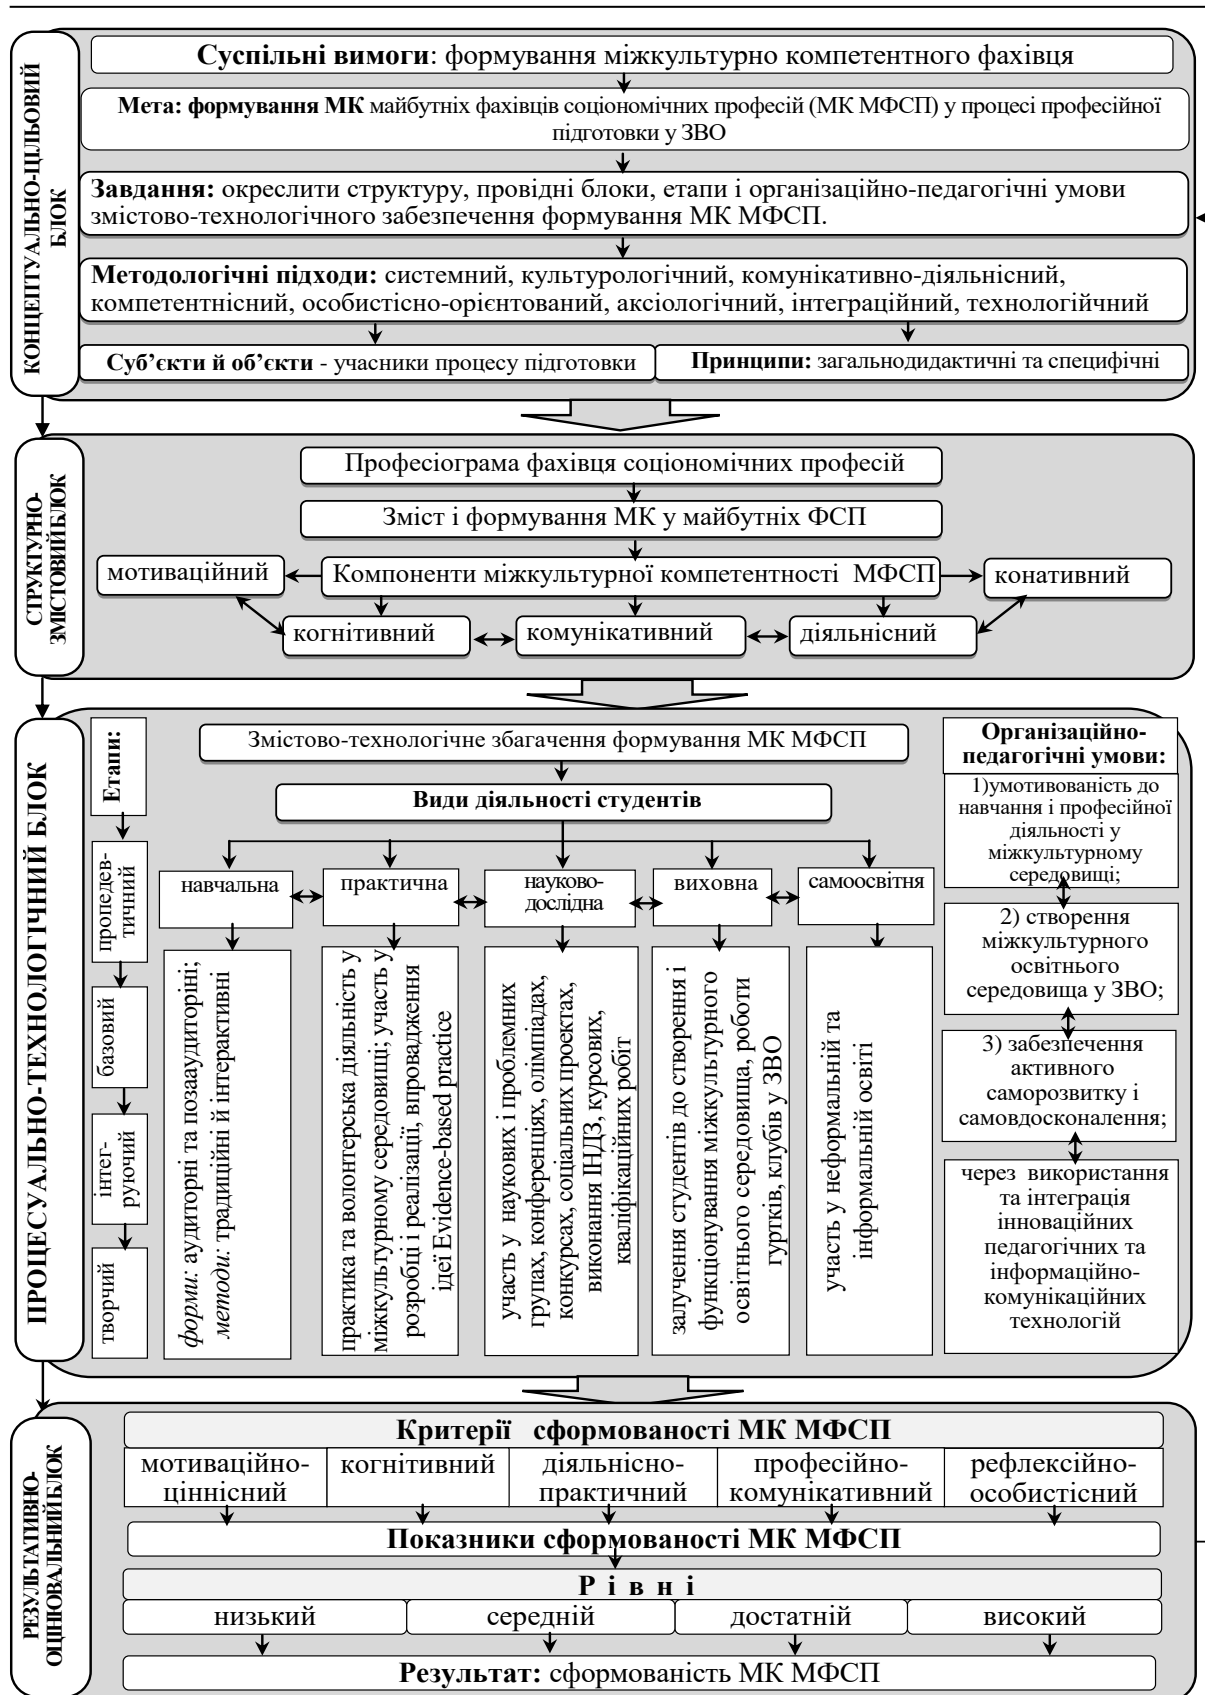 КОНЦЕПТУАЛЬНО-ЦІЛЬОВИЙ
БЛОК
Суспільні вимоги: формування міжкультурно компетентного фахівця
Мета: формування МК майбутніх фахівців соціономічних професій (МК МФСП) у процесі професійної
підготовки у ЗВО
Завдання: окреслити структуру, провідні блоки, етапи і організаційно-педагогічні умови
змістово-технологічного забезпечення формування МК МФСП.
Методологічні підходи: системний, культурологічний, комунікативно-діяльнісний,
компетентнісний, особистісно-орієнтований, аксіологічний, інтеграційний, технологійчний
Суб’єкти й об’єкти - учасники процесу підготовки
Принципи: загальнодидактичні та специфічні
СТРУКТУРНО-
ЗМІСТОВИЙ БЛОК
Професіограма фахівця соціономічних професій
Зміст і формування МК у майбутніх ФСП
мотиваційний
Компоненти міжкультурної компетентності МФСП
конативний
когнітивний
комунікативний
діяльнісний
ПРОЦЕСУАЛЬНО-ТЕХНОЛОГІЧНИЙ БЛОК
Етапи:
пропедев-
тичний
базовий
інтег-
руючий
творчий
Змістово-технологічне збагачення формування МК МФСП
Види діяльності студентів
навчальна
практична
науково-
дослідна
виховна
самоосвітня
форми: аудиторні та позааудиторіні;
методи: традиційні й інтерактивні
практика та волонтерська діяльність у
міжкультурному середовищі; участь у
розробці і реалізації, впровадження
ідеї Evidence-based practice
участь у наукових і проблемних
групах, конференціях, олімпіадах,
конкурсах, соціальних проектах,
виконання ІНДЗ, курсових,
кваліфікаційних робіт
залучення студентів до створення і
функціонування міжкультурного
освітнього середовища, роботи
гуртків, клубів у ЗВО
участь у неформальній та
інформальній освіті
Організаційно-
педагогічні умови:
1)умотивованість до
навчання і професійної
діяльності у
міжкультурному
середовищі;
2) створення
міжкультурного
освітнього
середовища у ЗВО;
3) забезпечення
активного
саморозвитку і
самовдосконалення;
через використання
та інтеграція
інноваційних
педагогічних та
інформаційно-
комунікаційних
технологій
РЕЗУЛЬТАТИВНО-
ОЦІНЮВАЛЬНИЙ БЛОК
Критерії сформованості МК МФСП
мотиваційно-
ціннісний
когнітивний
діяльнісно-
практичний
професійно-
комунікативний
рефлексійно-
особистісний
Показники сформованості МК МФСП
Р і в н і
низький
середній
достатній
високий
Результат: сформованість МК МФСП